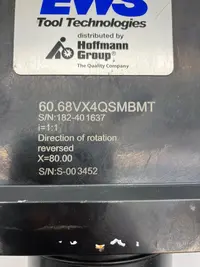 EWS
Tool Technologies
distributed by
Hoffmann
Group®
The Quality Company
60.68VX4QSMBMT
S/N:182-401637
i=1:1
Direction of rotation
reversed
X=80.00
S/N:S-003452